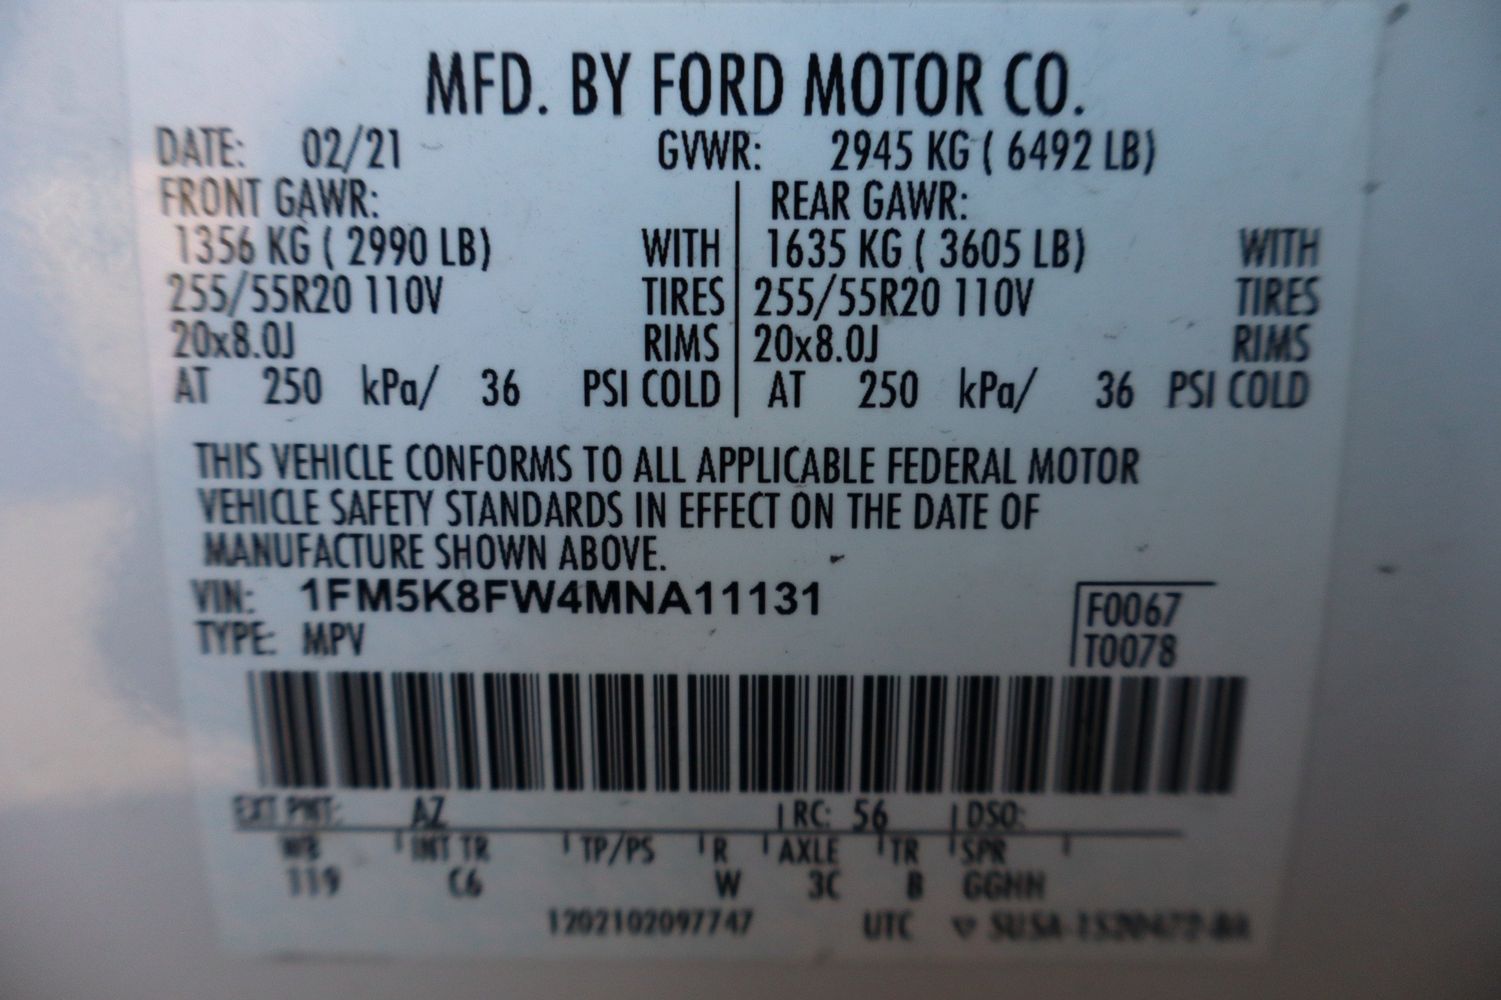 MFD. BY FORD MOTOR CO.
DATE: 02/21 GVWR: 2945 KG ( 6492 LB)
FRONT GAWR: REAR GAWR:
1356 KG ( 2990 LB) WITH 1635 KG ( 3605 LB) WITH
255/55R20 110V TIRES 255/55R20 110V TIRES
20x8.0J RIMS 20x8.0J RIMS
AT 250 kPa/ 36 PSI COLD AT 250 kPa/ 36 PSI COLD
THIS VEHICLE CONFORMS TO ALL APPLICABLE FEDERAL MOTOR
VEHICLE SAFETY STANDARDS IN EFFECT ON THE DATE OF
MANUFACTURE SHOWN ABOVE.
VIN: 1FM5K8FW4MNA11131
TYPE: MPV
F0067
T0078
EXT PNT: AZ RC: 56 DSO:
WB INT TR TP/PS R AXLE TR SPR
119 C6 W 3C B GGHH
1202102097747 UTC